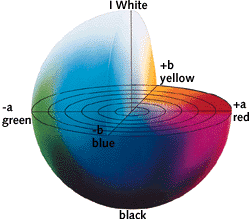 I White
+b
yellow
+a
red
-a
green
-b
blue
black